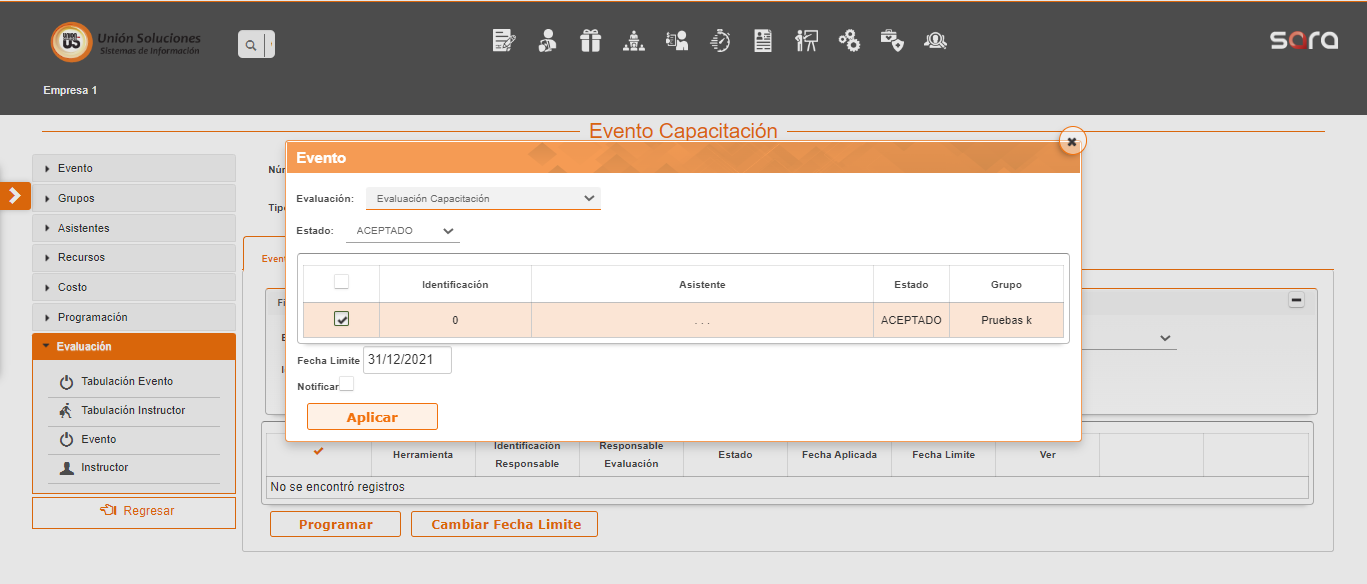 Unión Soluciones
Sistemas de Información
sara
Empresa 1
Evento Capacitación
Evento
Grupos
Asistentes
Recursos
Costo
Programación
Evaluación
Tabulación Evento
Tabulación Instructor
Evento
Instructor
Regresar
Evento
Evaluación:
Evaluación Capacitación
Estado:
ACEPTADO
Identificación
Asistente
Estado
Grupo
0
. . .
ACEPTADO
Pruebas k
Fecha Limite
31/12/2021
Notificar
Aplicar
Herramienta
Identificación
Responsable
Responsable
Evaluación
Estado
Fecha Aplicada
Fecha Limite
Ver
No se encontró registros
Programar
Cambiar Fecha Limite